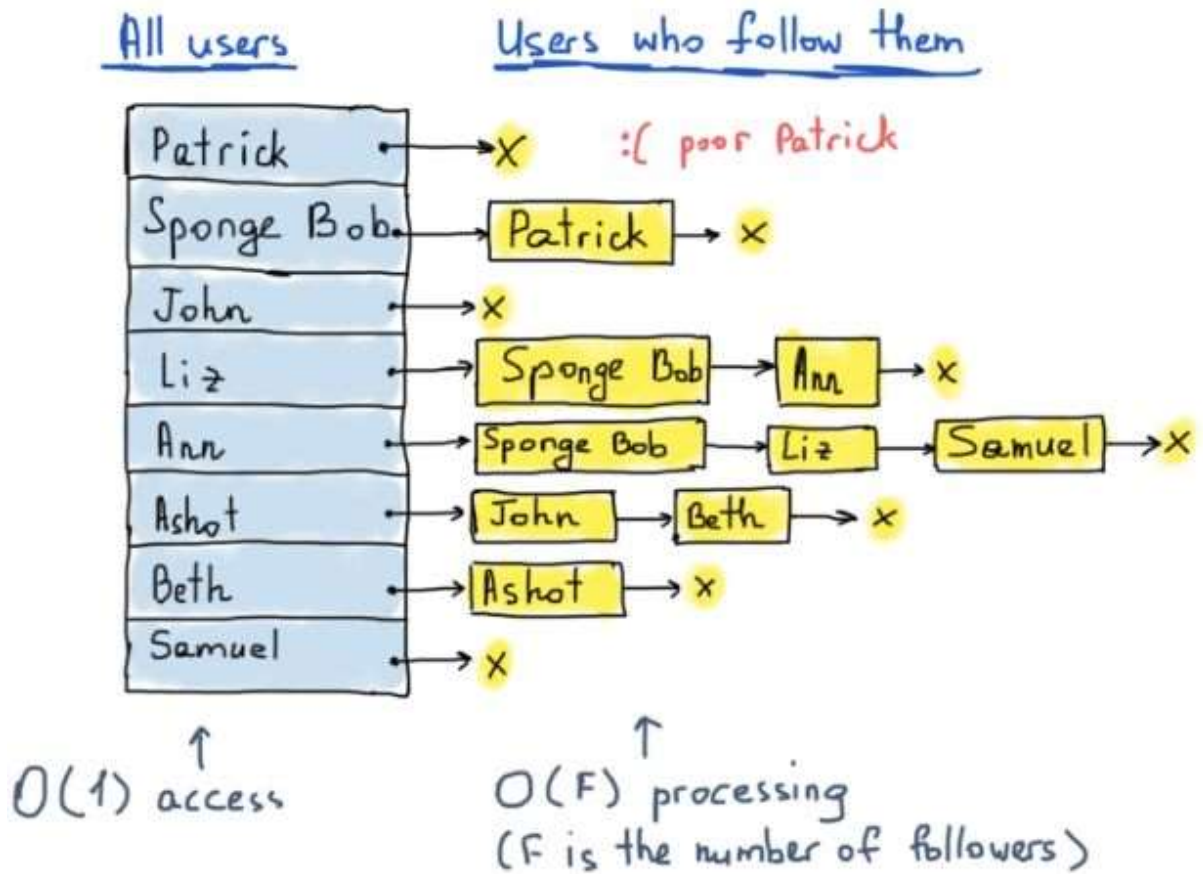 All users
Users who follow them
Patrick x :( poor Patrick
Sponge Bob Patrick x
John x
Liz Sponge Bob Ann x
Ann Sponge Bob Liz Samuel x
Ashot John Beth x
Beth Ashot x
Samuel x
O(1) access
O(F) processing
(F is the number of followers)